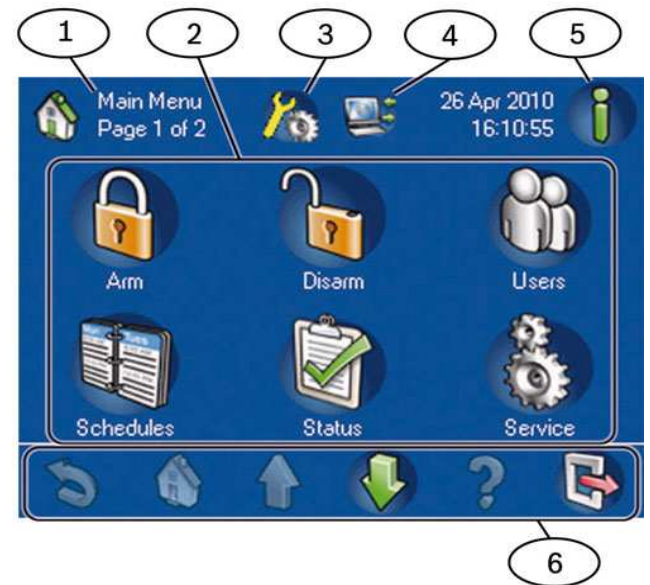 1 2 3 4 5
Main Menu
Page 1 of 2
26 Apr 2010
16:10:55
Arm Disarm Users
Schedules Status Service
6